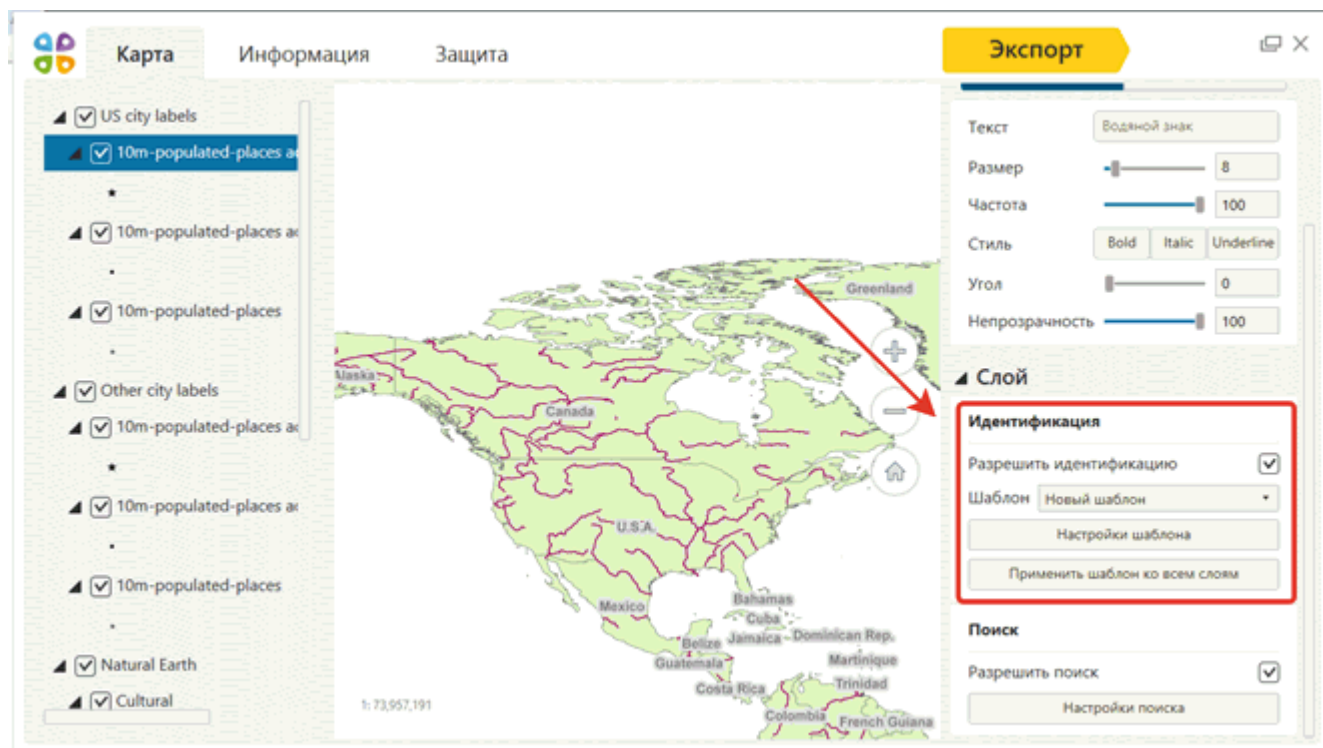 Карта
Информация
Защита
Экспорт
US city labels
10m-populated-places
10m-populated-places
10m-populated-places
Other city labels
10m-populated-places
10m-populated-places
10m-populated-places
Natural Earth
Cultural
Greenland
Alaska
Canada
U.S.A.
Mexico
Bahamas
Cuba
Belize
Jamaica
Dominican Rep.
Guatemala
Martinique
Costa Rica
Trinidad
Colombia
French Guiana
1: 73,957,191
Текст
Водяной знак
Размер
8
Частота
100
Стиль
Bold
Italic
Underline
Угол
0
Непрозрачность
100
Слой
Идентификация
Разрешить идентификацию
Шаблон
Новый шаблон
Настройки шаблона
Применить шаблон ко всем слоям
Поиск
Разрешить поиск
Настройки поиска